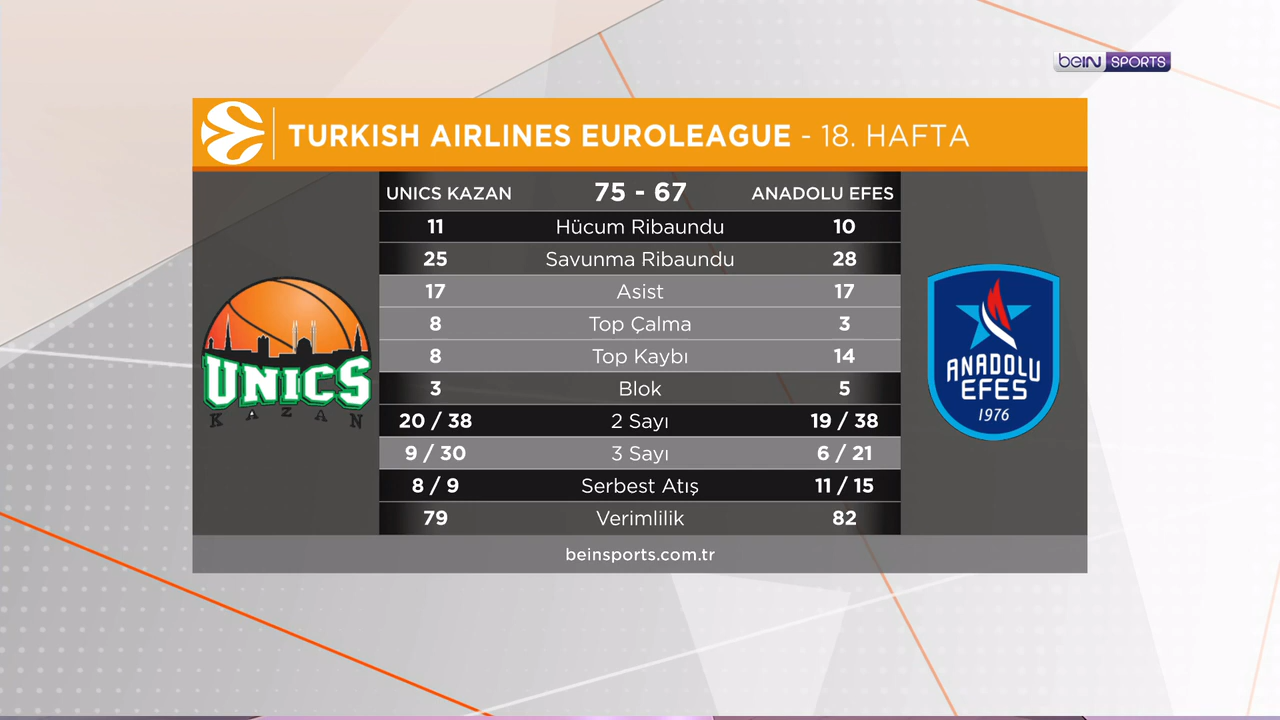 beIN SPORTS
TURKISH AIRLINES EUROLEAGUE - 18. HAFTA
UNICS KAZAN 75 - 67 ANADOLU EFES
11 Hücum Ribaundu 10
25 Savunma Ribaundu 28
17 Asist 17
8 Top Çalma 3
8 Top Kaybı 14
3 Blok 5
20 / 38 2 Sayı 19 / 38
9 / 30 3 Sayı 6 / 21
8 / 9 Serbest Atış 11 / 15
79 Verimlilik 82
UNICS
KAZAN
ANADOLU
EFES
1976
beinsports.com.tr